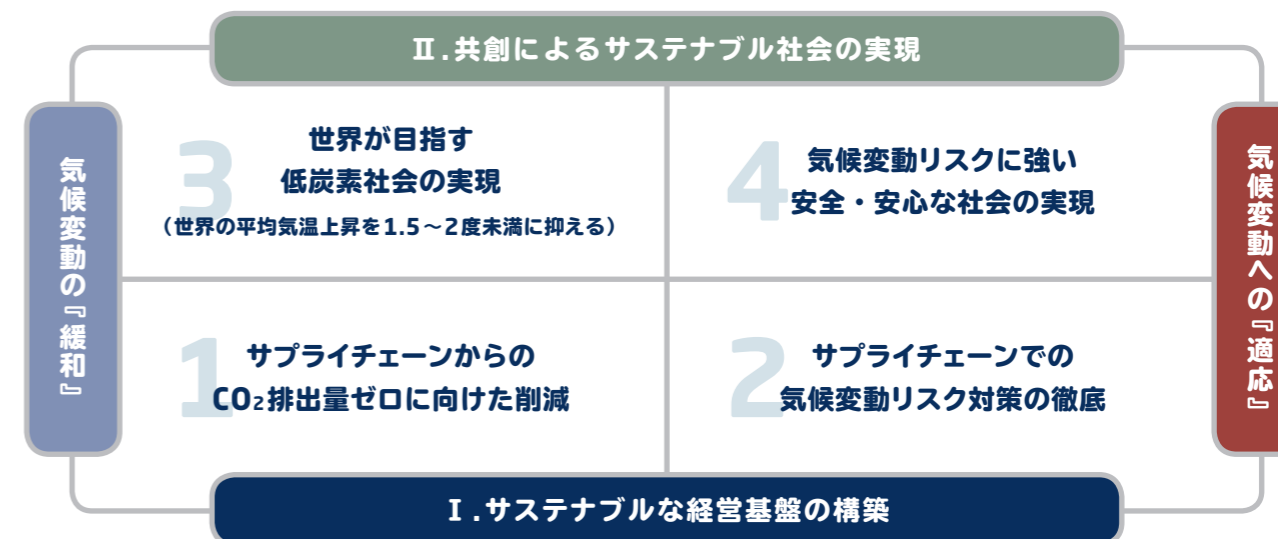 Ⅱ.共創によるサステナブル社会の実現
気候変動の『緩和』
3
世界が目指す
低炭素社会の実現
（世界の平均気温上昇を1.5～2度未満に抑える）
4
気候変動リスクに強い
安全・安心な社会の実現
気候変動への『適応』
1
サプライチェーンからの
CO₂排出量ゼロに向けた削減
2
サプライチェーンでの
気候変動リスク対策の徹底
Ⅰ.サステナブルな経営基盤の構築